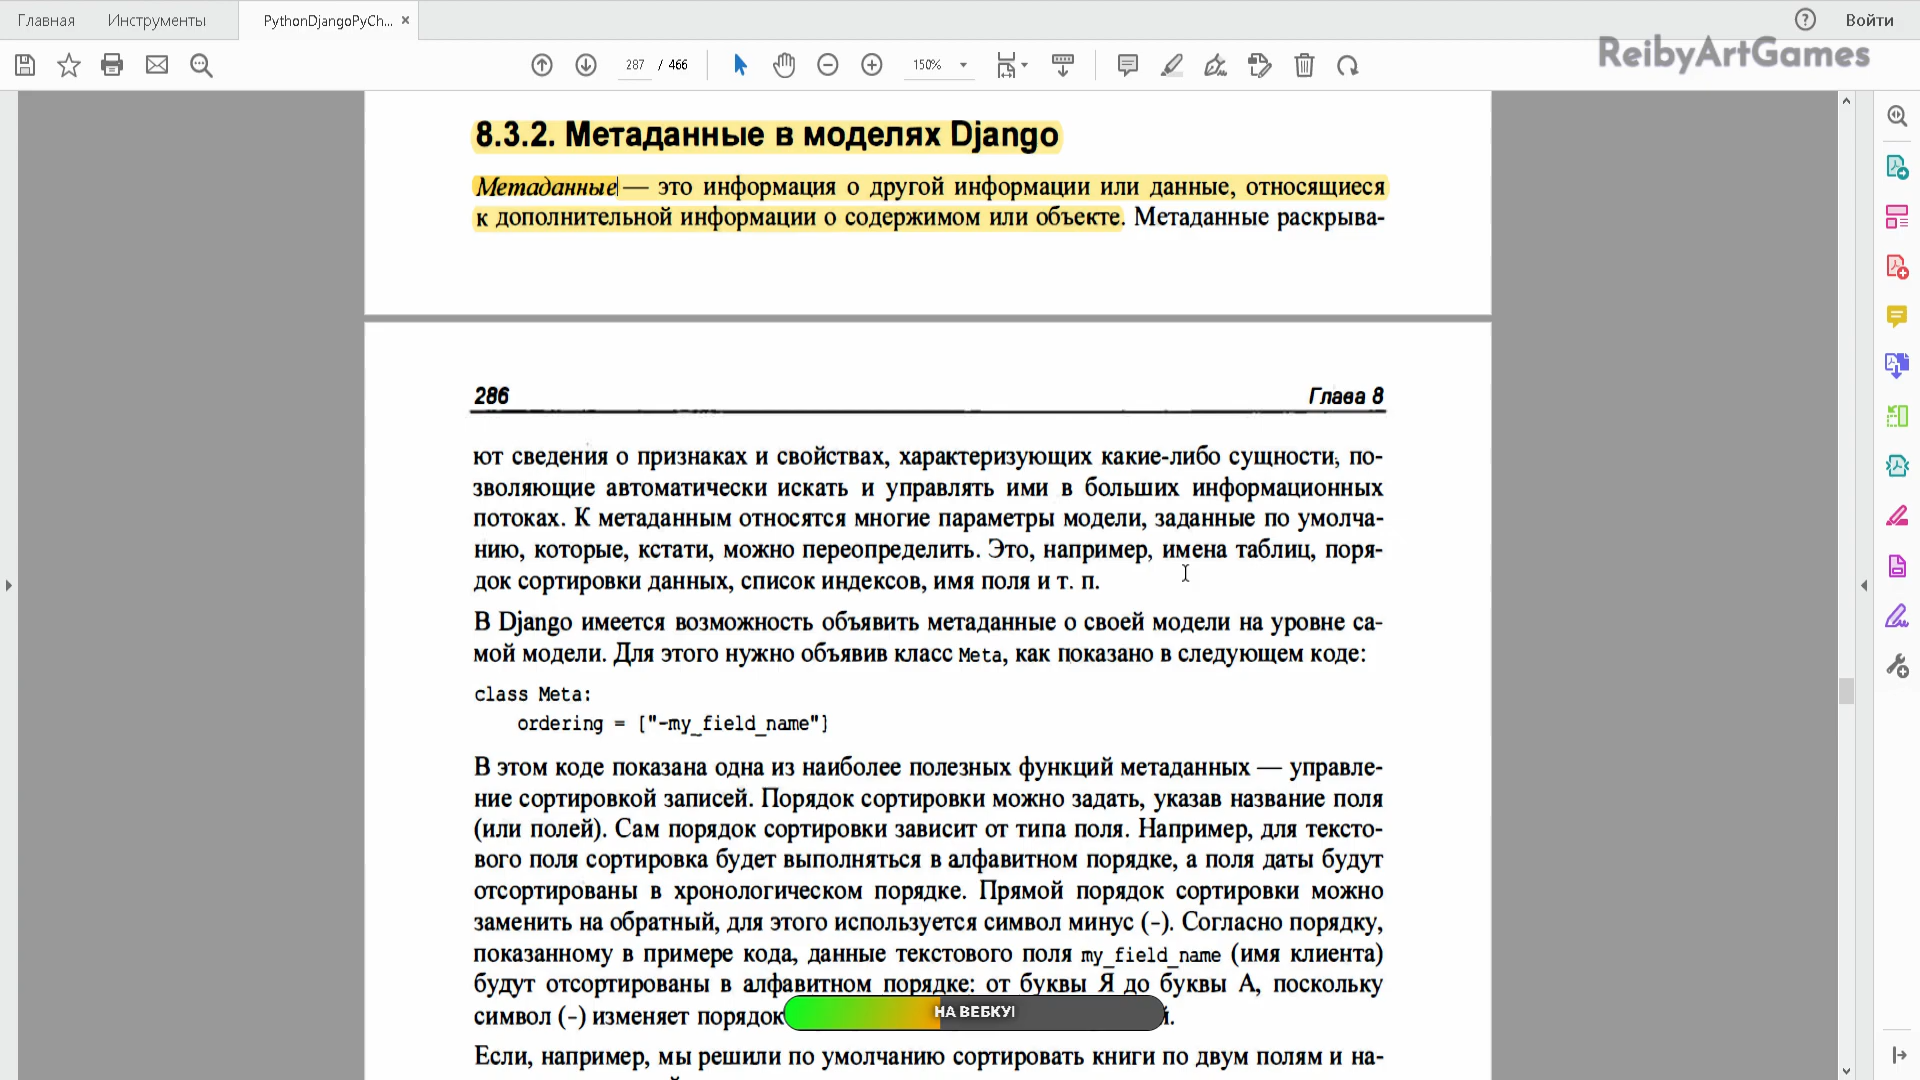 Главная Инструменты PythonDjangoPyCh... × Войти
ReibyArtGames
287 / 466 150%
8.3.2. Метаданные в моделях Django
Метаданные — это информация о другой информации или данные, относящиеся
к дополнительной информации о содержимом или объекте. Метаданные раскрыва-
286 Глава 8
ют сведения о признаках и свойствах, характеризующих какие-либо сущности, по-
зволяющие автоматически искать и управлять ими в больших информационных
потоках. К метаданным относятся многие параметры модели, заданные по умолча-
нию, которые, кстати, можно переопределить. Это, например, имена таблиц, поря-
док сортировки данных, список индексов, имя поля и т. п.
В Django имеется возможность объявить метаданные о своей модели на уровне са-
мой модели. Для этого нужно объявив класс Meta, как показано в следующем коде:
class Meta:
    ordering = ["-my_field_name"]
В этом коде показана одна из наиболее полезных функций метаданных — управле-
ние сортировкой записей. Порядок сортировки можно задать, указав название поля
(или полей). Сам порядок сортировки зависит от типа поля. Например, для тексто-
вого поля сортировка будет выполняться в алфавитном порядке, а поля даты будут
отсортированы в хронологическом порядке. Прямой порядок сортировки можно
заменить на обратный, для этого используется символ минус (-). Согласно порядку,
показанному в примере кода, данные текстового поля my_field_name (имя клиента)
будут отсортированы в алфавитном порядке: от буквы Я до буквы А, поскольку
символ (-) изменяет порядок
НА ВЕБКУ!
Если, например, мы решили по умолчанию сортировать книги по двум полям и на-